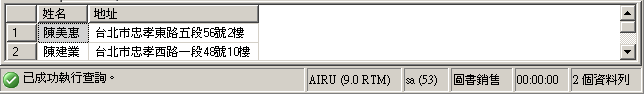 姓名 地址
1 陳美惠 台北市忠孝東路五段56號2樓
2 陳建業 台北市忠孝西路一段48號10樓
已成功執行查詢。 AIRU (9.0 RTM) sa (53) 圖書銷售 00:00:00 2 個資料列